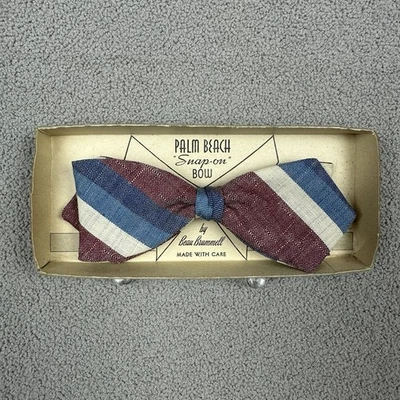 PALM BEACH
"Snap-on"
BOW
by
Beau Brummell
MADE WITH CARE